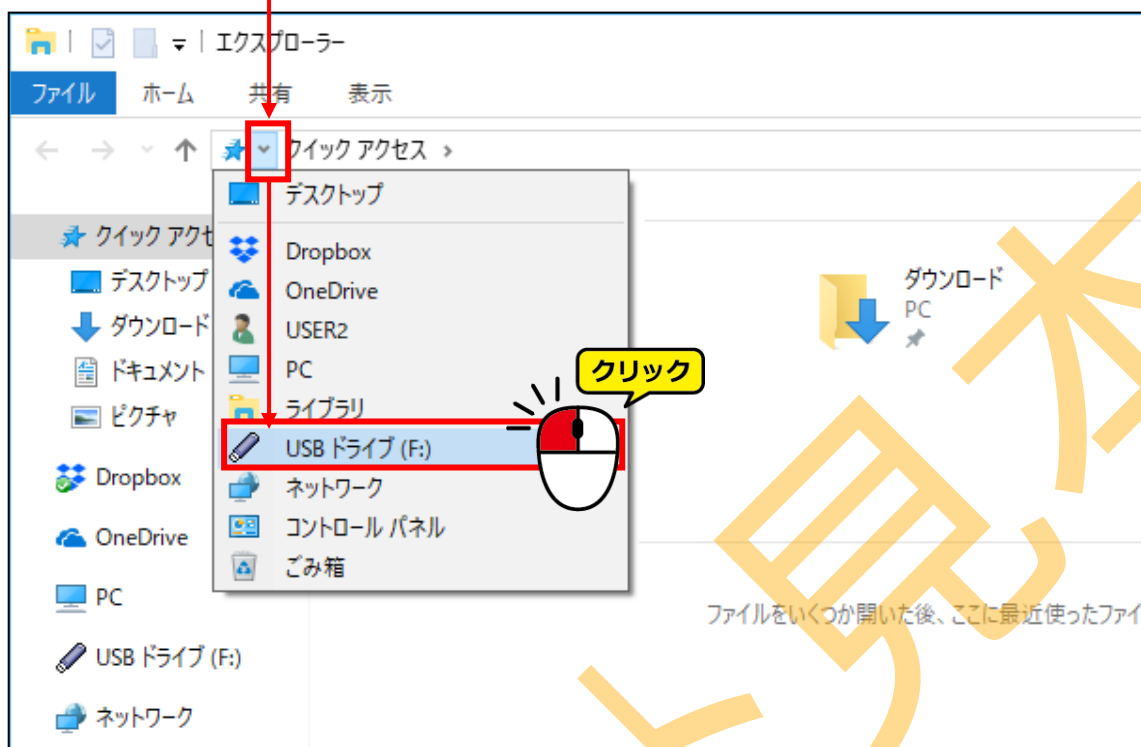 エクスプローラー
ファイル ホーム 共有 表示
クイック アクセス
デスクトップ
Dropbox
OneDrive
USER2
PC
ライブラリ
USB ドライブ (F:)
ネットワーク
コントロール パネル
ごみ箱
クリック
クイック アクセ
デスクトップ
ダウンロード
ドキュメント
ピクチャ
Dropbox
OneDrive
PC
USB ドライブ (F:)
ネットワーク
ダウンロード
PC
ファイルをいくつか開いた後、ここに最近使ったファイ
見本